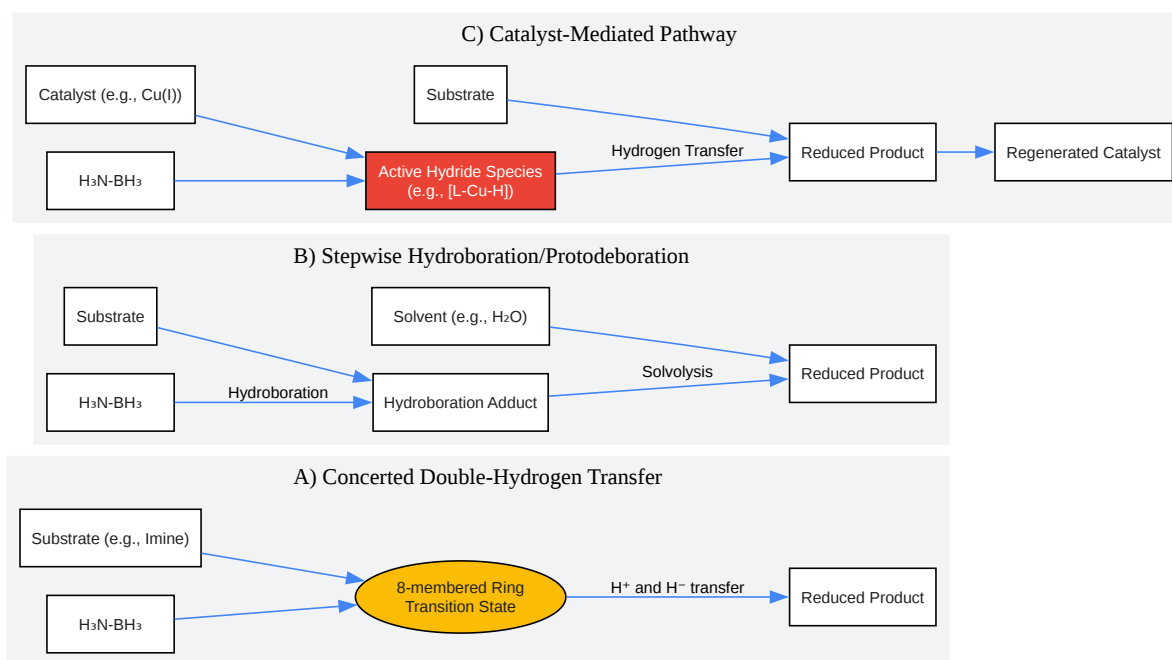 C) Catalyst-Mediated Pathway
Catalyst (e.g., Cu(I))
Substrate
H₃N-BH₃
Active Hydride Species
(e.g., [L-Cu-H])
Hydrogen Transfer
Reduced Product
Regenerated Catalyst
B) Stepwise Hydroboration/Protodeboration
Substrate
Solvent (e.g., H₂O)
H₃N-BH₃
Hydroboration
Hydroboration Adduct
Solvolysis
Reduced Product
A) Concerted Double-Hydrogen Transfer
Substrate (e.g., Imine)
H₃N-BH₃
8-membered Ring
Transition State
H⁺ and H⁻ transfer
Reduced Product